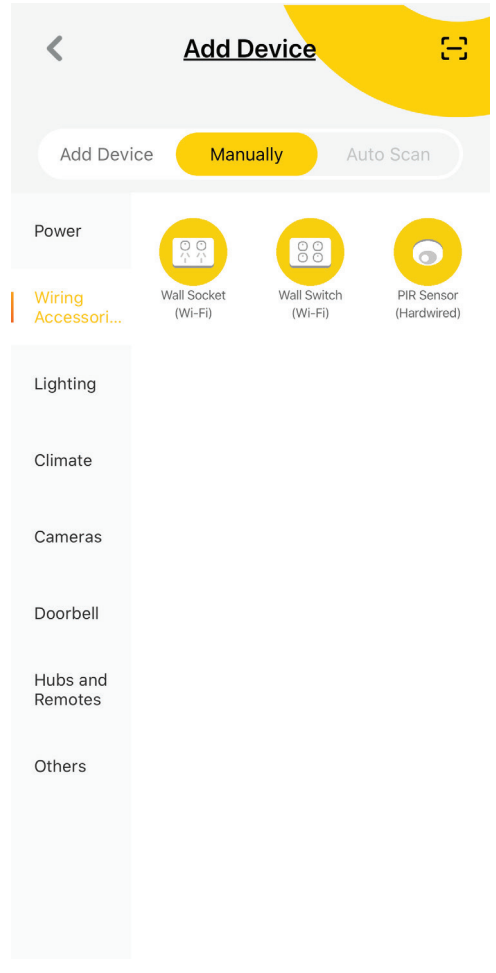 Add Device
Add Device
Manually
Auto Scan
Power
Wiring
Accessori...
Lighting
Climate
Cameras
Doorbell
Hubs and
Remotes
Others
Wall Socket
(Wi-Fi)
Wall Switch
(Wi-Fi)
PIR Sensor
(Hardwired)